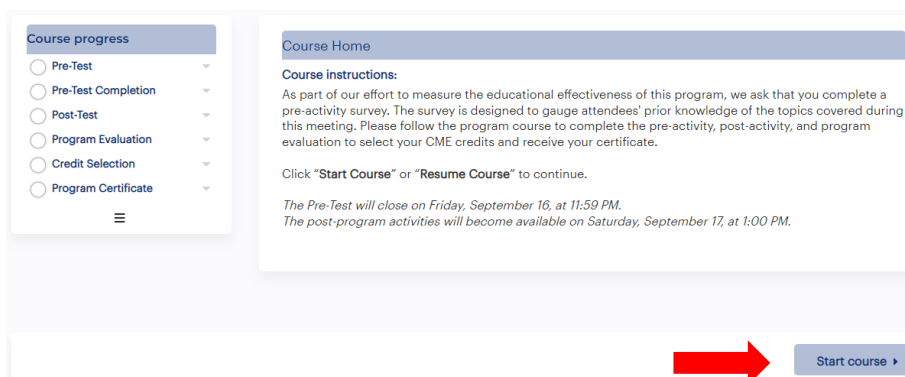 Course progress
Pre-Test
Pre-Test Completion
Post-Test
Program Evaluation
Credit Selection
Program Certificate
Course Home
Course instructions:
As part of our effort to measure the educational effectiveness of this program, we ask that you complete a
pre-activity survey. The survey is designed to gauge attendees' prior knowledge of the topics covered during
this meeting. Please follow the program course to complete the pre-activity, post-activity, and program
evaluation to select your CME credits and receive your certificate.
Click “Start Course” or “Resume Course” to continue.
The Pre-Test will close on Friday, September 16, at 11:59 PM.
The post-program activities will become available on Saturday, September 17, at 1:00 PM.
Start course